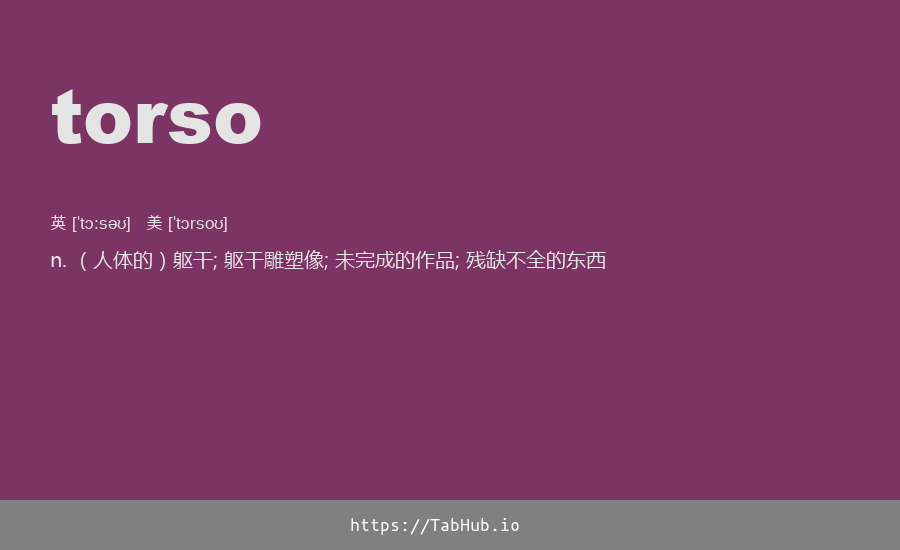 torso
英 [ˈtɔːsəʊ] 美 [ˈtɔrsoʊ]
n. （人体的）躯干; 躯干雕塑像; 未完成的作品; 残缺不全的东西
https://TabHub.io